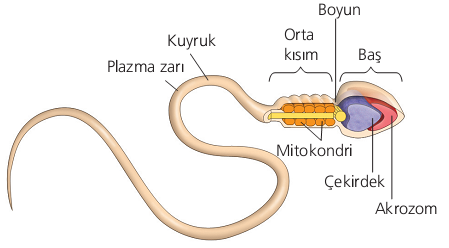 Boyun
Orta
kısım
Baş
Kuyruk
Plazma zarı
Mitokondri
Çekirdek
Akrozom